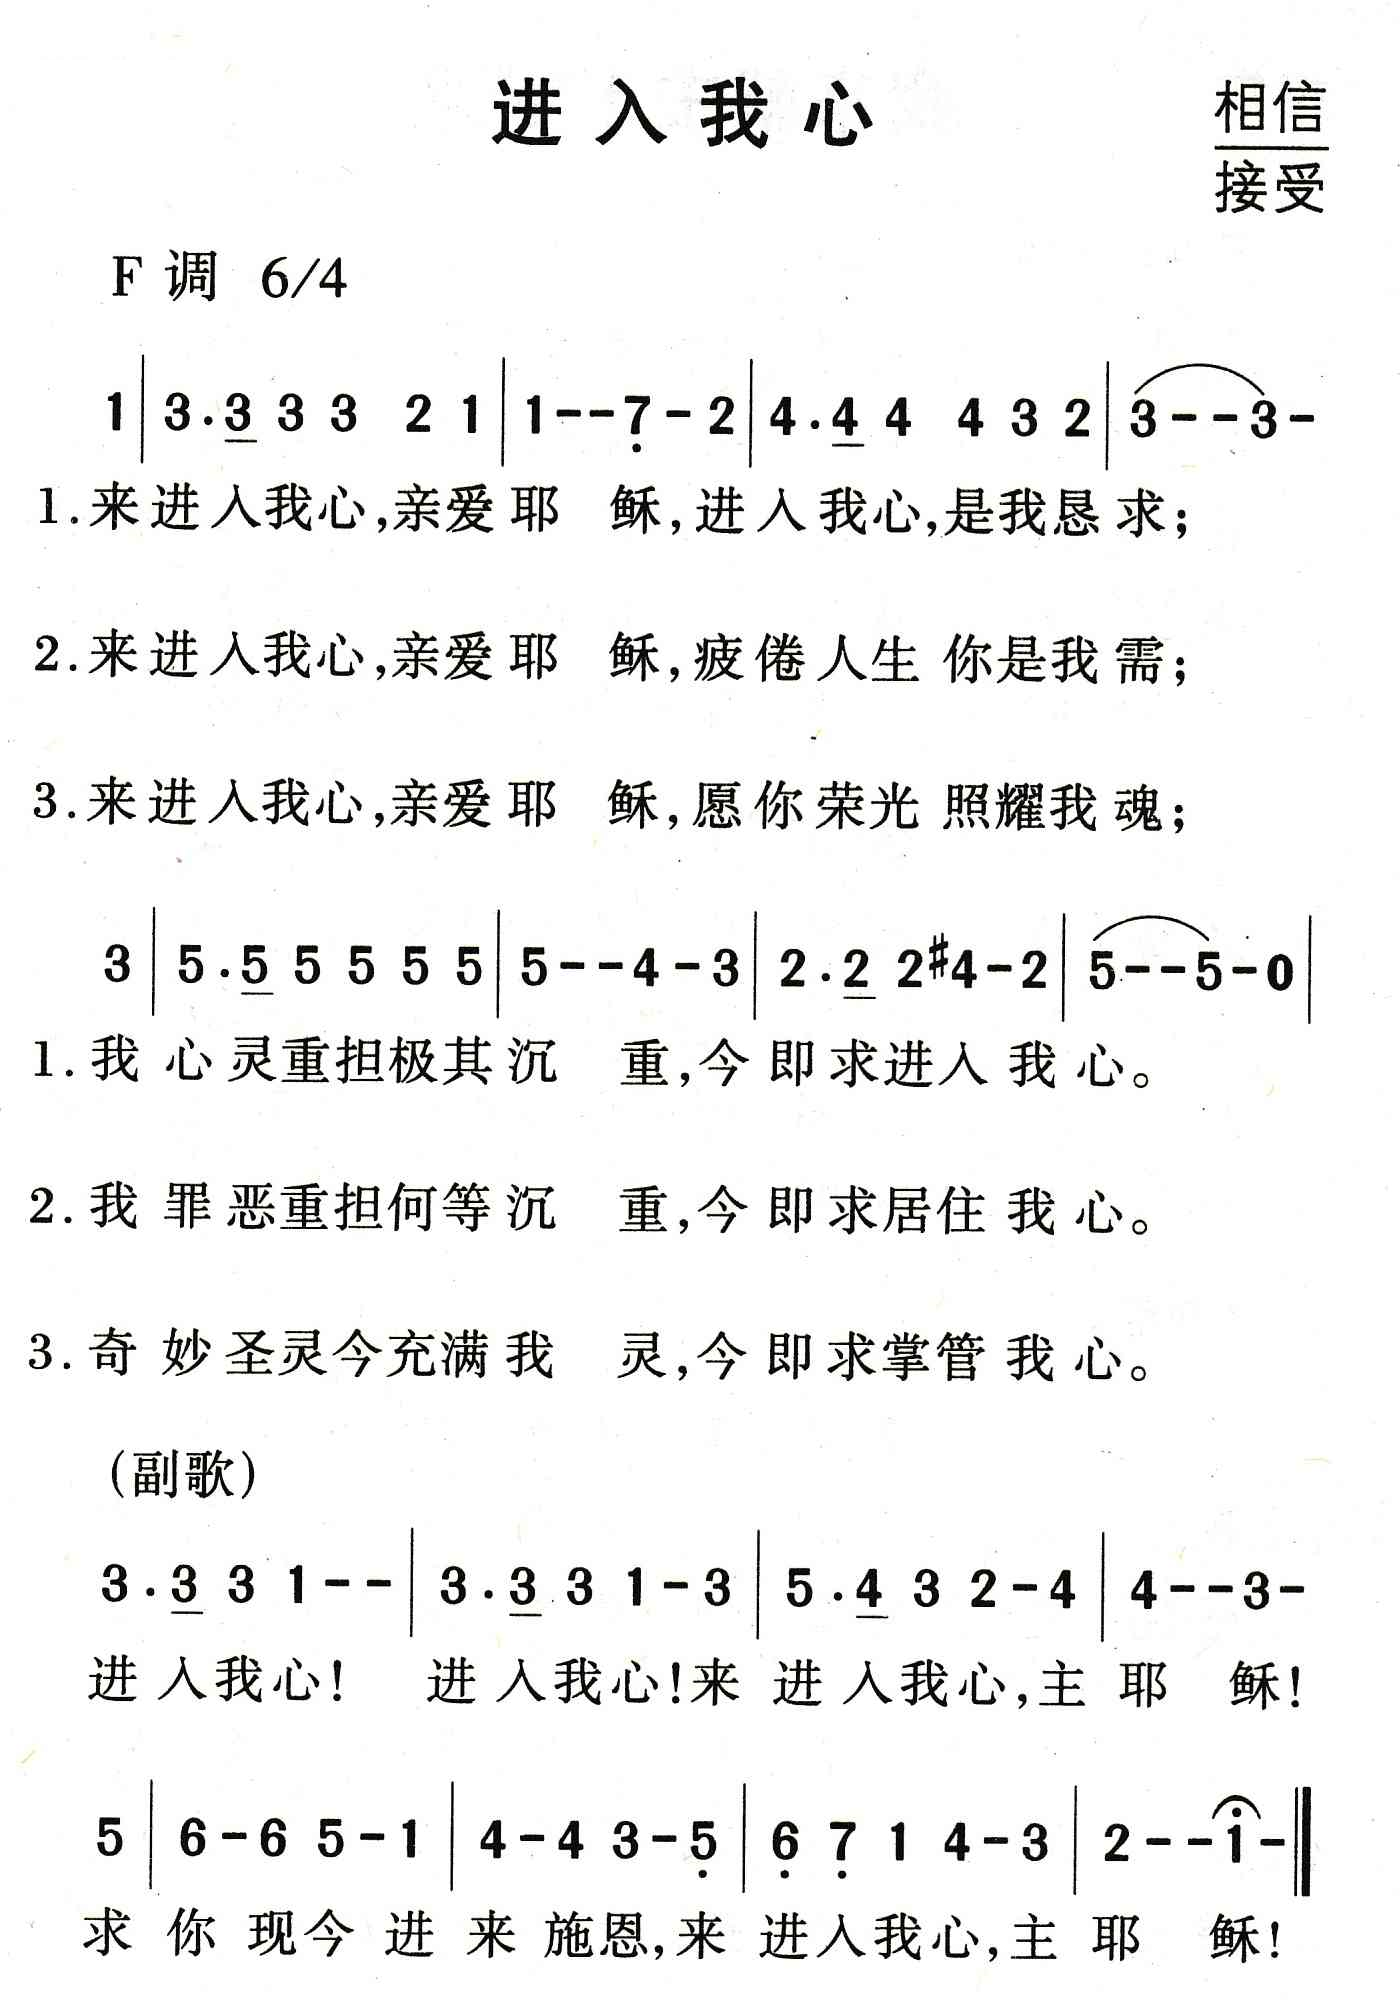 进入我心
相信
接受
F 调 6/4
1 | 3 . 3 3 3 2 1 | 1 - - 7 - 2 | 4 . 4 4 4 3 2 | 3 - - 3 -
1.来进入我心,亲爱耶 稣,进入我心,是我恳求;
2.来进入我心,亲爱耶 稣,疲倦人生 你是我需;
3.来进入我心,亲爱耶 稣,愿你荣光 照耀我魂;
3 | 5 . 5 5 5 5 5 | 5 - - 4 - 3 | 2 . 2 2 #4 - 2 | 5 - - 5 - 0 |
1.我 心灵重担极其沉 重,今即求进入我心。
2.我 罪恶重担何等沉 重,今即求居住我心。
3.奇 妙圣灵今充满我 灵,今即求掌管我心。
(副歌)
3 . 3 3 1 - - | 3 . 3 3 1 - 3 | 5 . 4 3 2 - 4 | 4 - - 3 -
进入我心! 进入我心!来进入我心,主耶 稣!
5 | 6 - 6 5 - 1 | 4 - 4 3 - 5 | 6 7 1 4 - 3 | 2 - - 1 - ‖
求你现今进来施恩,来进入我心,主耶 稣!